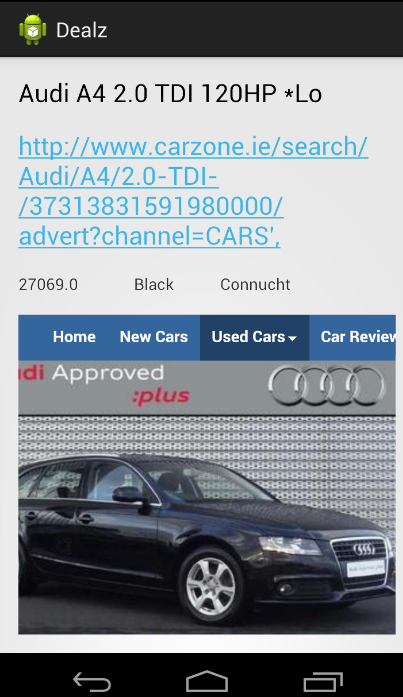 Dealz
Audi A4 2.0 TDI 120HP *Lo
http://www.carzone.ie/search/
Audi/A4/2.0-TDI-
/37313831591980000/
advert?channel=CARS',
27069.0 Black Connucht
Home New Cars Used Cars Car Review
di Approved
:plus